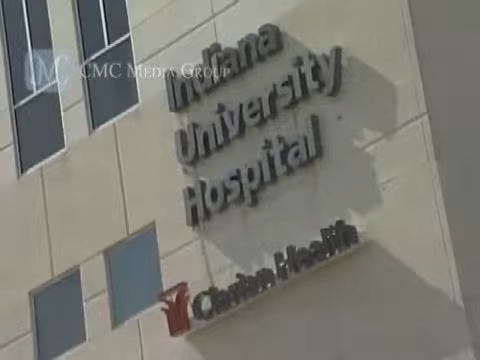 CMC MEDIA GROUP
Indiana
University
Hospital
Clarian Health